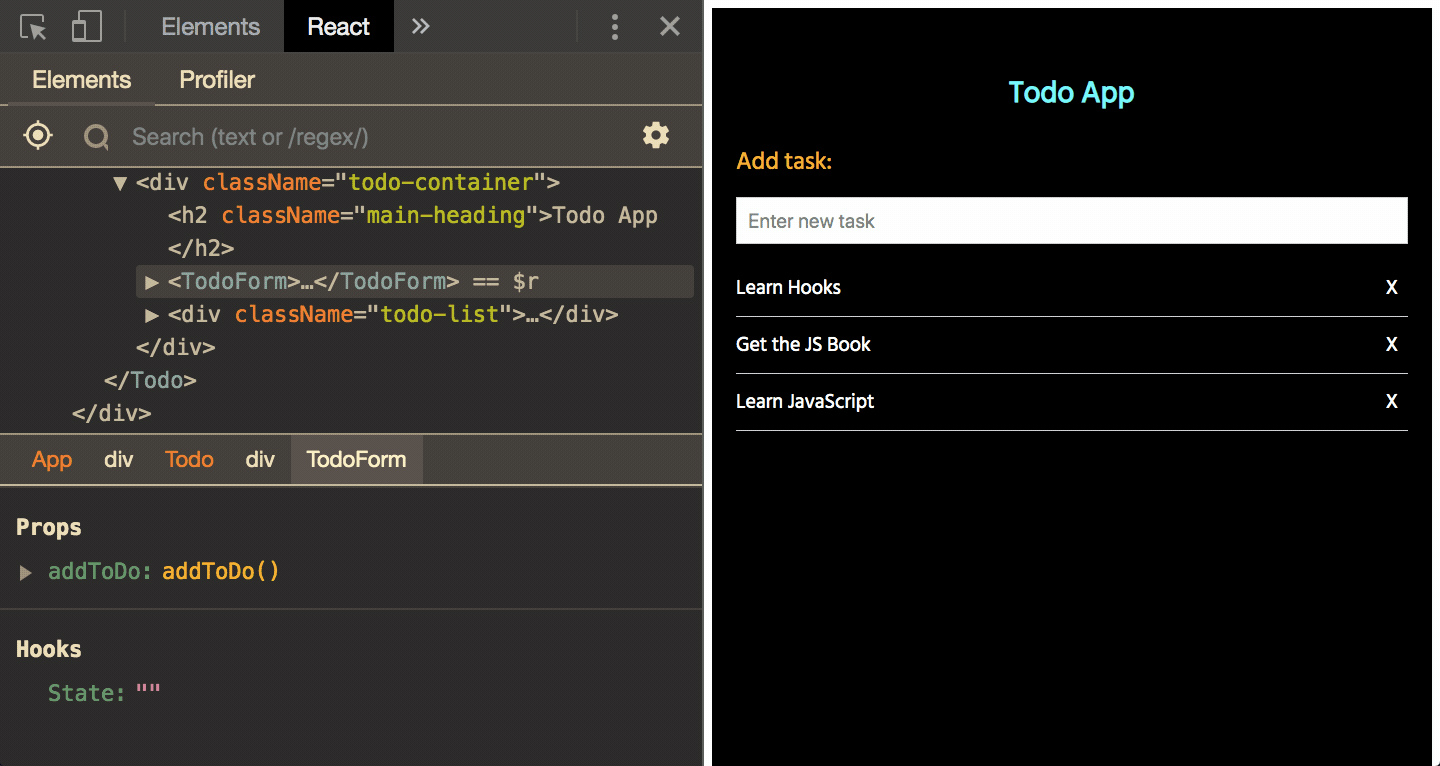 Elements React »
Elements Profiler
Search (text or /regex/)
▼ <div className="todo-container">
<h2 className="main-heading">Todo App
</h2>
▶ <TodoForm>…</TodoForm> == $r
▶ <div className="todo-list">…</div>
</div>
</Todo>
</div>
App div Todo div TodoForm
Props
▶ addToDo: addToDo()
Hooks
State: ""
Todo App
Add task:
Enter new task
Learn Hooks X
Get the JS Book X
Learn JavaScript X